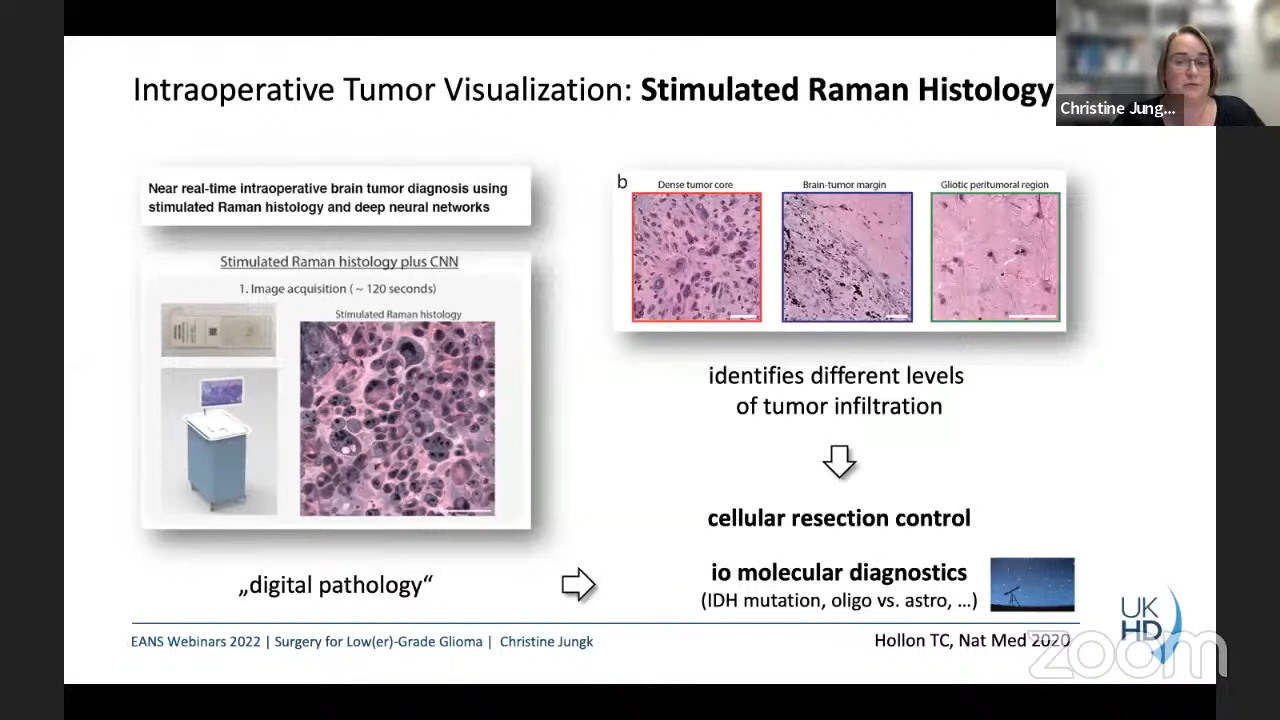 Intraoperative Tumor Visualization: Stimulated Raman Histology
Christine Jung...
Near real-time intraoperative brain tumor diagnosis using
stimulated Raman histology and deep neural networks
Stimulated Raman histology plus CNN
1. Image acquisition (~ 120 seconds)
Stimulated Raman histology
„digital pathology“
b
Dense tumor core
Brain-tumor margin
Gliotic peritumoral region
identifies different levels
of tumor infiltration
cellular resection control
io molecular diagnostics
(IDH mutation, oligo vs. astro, …)
EANS Webinars 2022 | Surgery for Low(er)-Grade Glioma | Christine Jungk
Hollon TC, Nat Med 2020
UK
HD
zoom